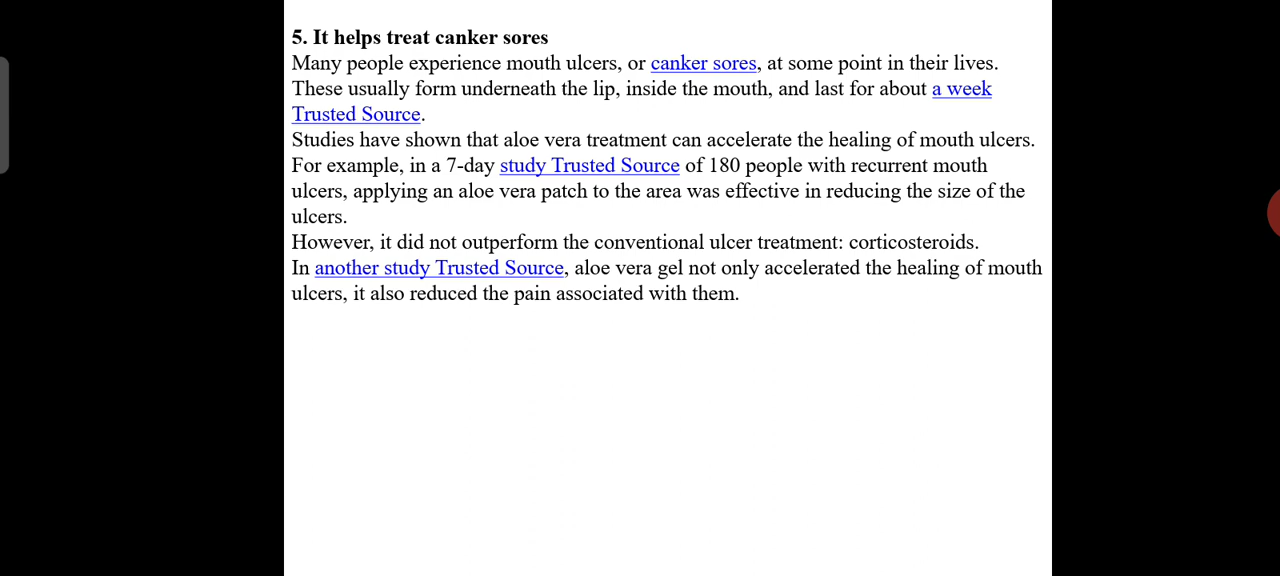 5. It helps treat canker sores
Many people experience mouth ulcers, or canker sores, at some point in their lives.
These usually form underneath the lip, inside the mouth, and last for about a week
Trusted Source.
Studies have shown that aloe vera treatment can accelerate the healing of mouth ulcers.
For example, in a 7-day study Trusted Source of 180 people with recurrent mouth
ulcers, applying an aloe vera patch to the area was effective in reducing the size of the
ulcers.
However, it did not outperform the conventional ulcer treatment: corticosteroids.
In another study Trusted Source, aloe vera gel not only accelerated the healing of mouth
ulcers, it also reduced the pain associated with them.